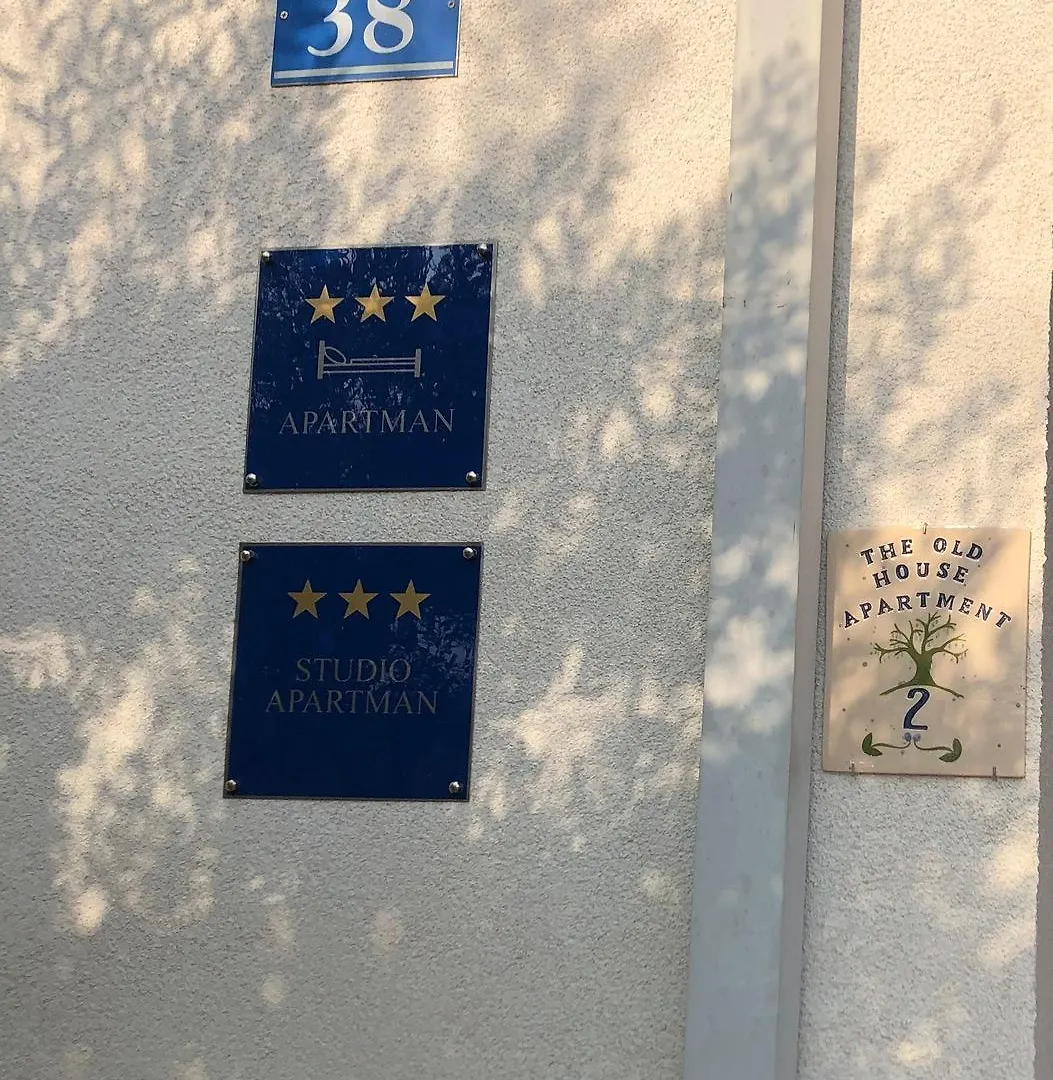 38
APARTMAN
STUDIO
APARTMAN
THE OLD
HOUSE
APARTMENT
2